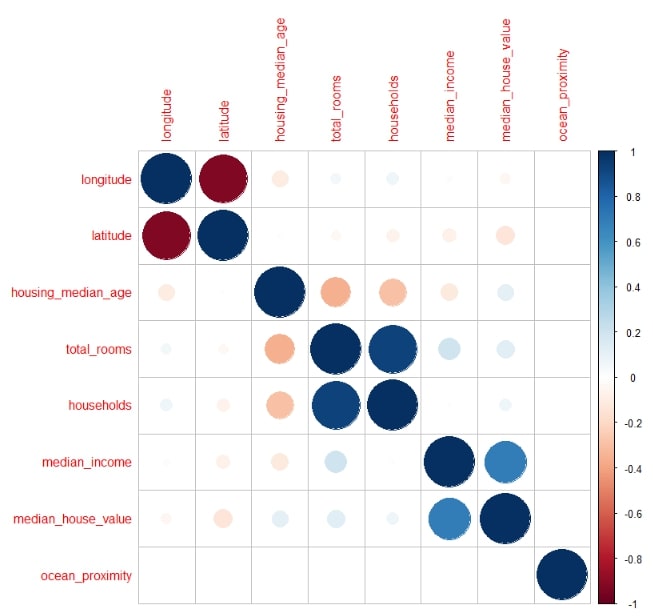 longitude
latitude
housing_median_age
total_rooms
households
median_income
median_house_value
ocean_proximity
longitude
latitude
housing_median_age
total_rooms
households
median_income
median_house_value
ocean_proximity
1
0.8
0.6
0.4
0.2
0
-0.2
-0.4
-0.6
-0.8
-1